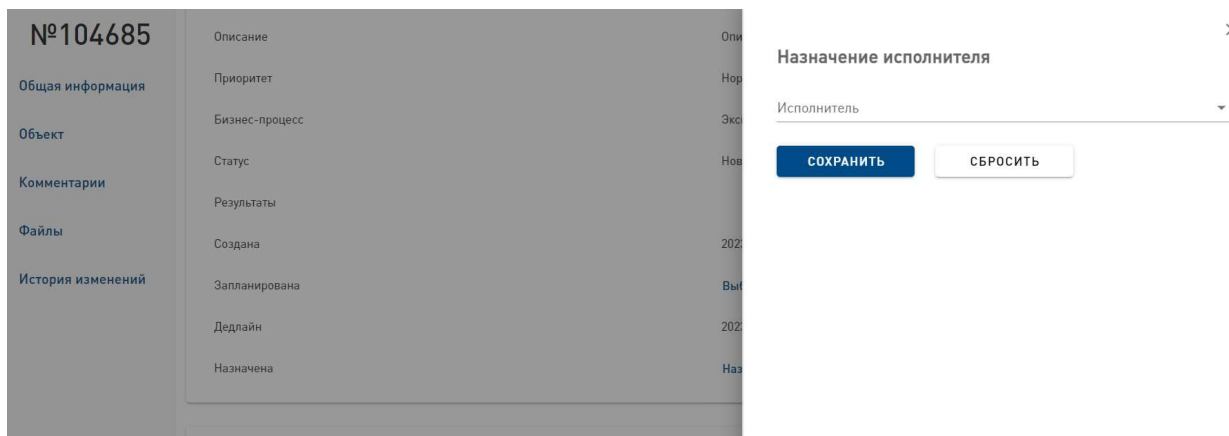 №104685
Общая информация
Объект
Комментарии
Файлы
История изменений
Описание
Приоритет
Бизнес-процесс
Статус
Результаты
Создана
Запланирована
Дедлайн
Назначена
Назначение исполнителя
Исполнитель
СОХРАНИТЬ СБРОСИТЬ